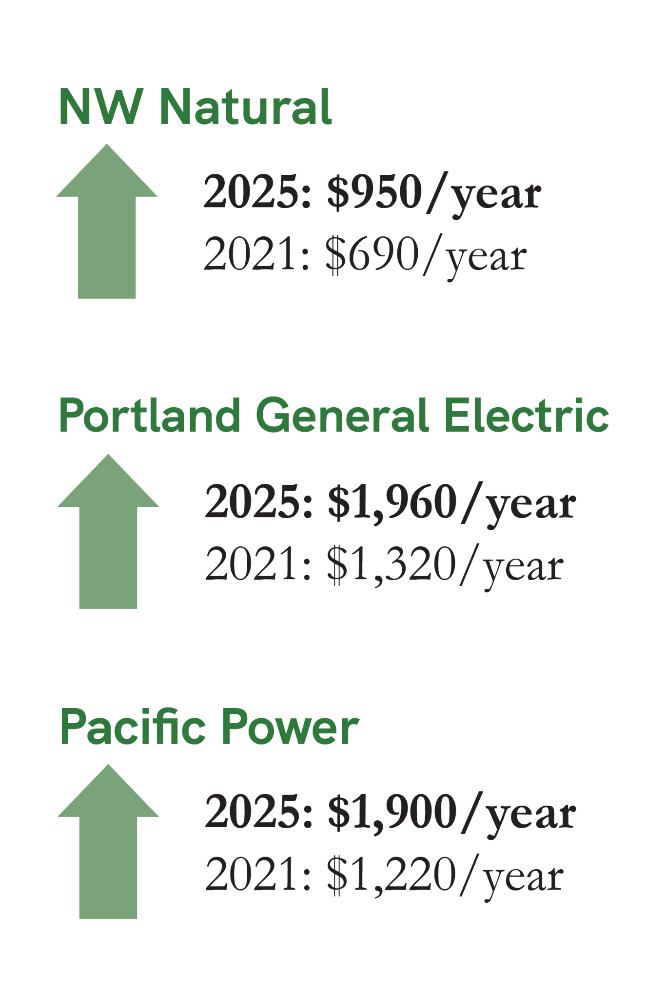 NW Natural
2025: $950/year
2021: $690/year
Portland General Electric
2025: $1,960/year
2021: $1,320/year
Pacific Power
2025: $1,900/year
2021: $1,220/year